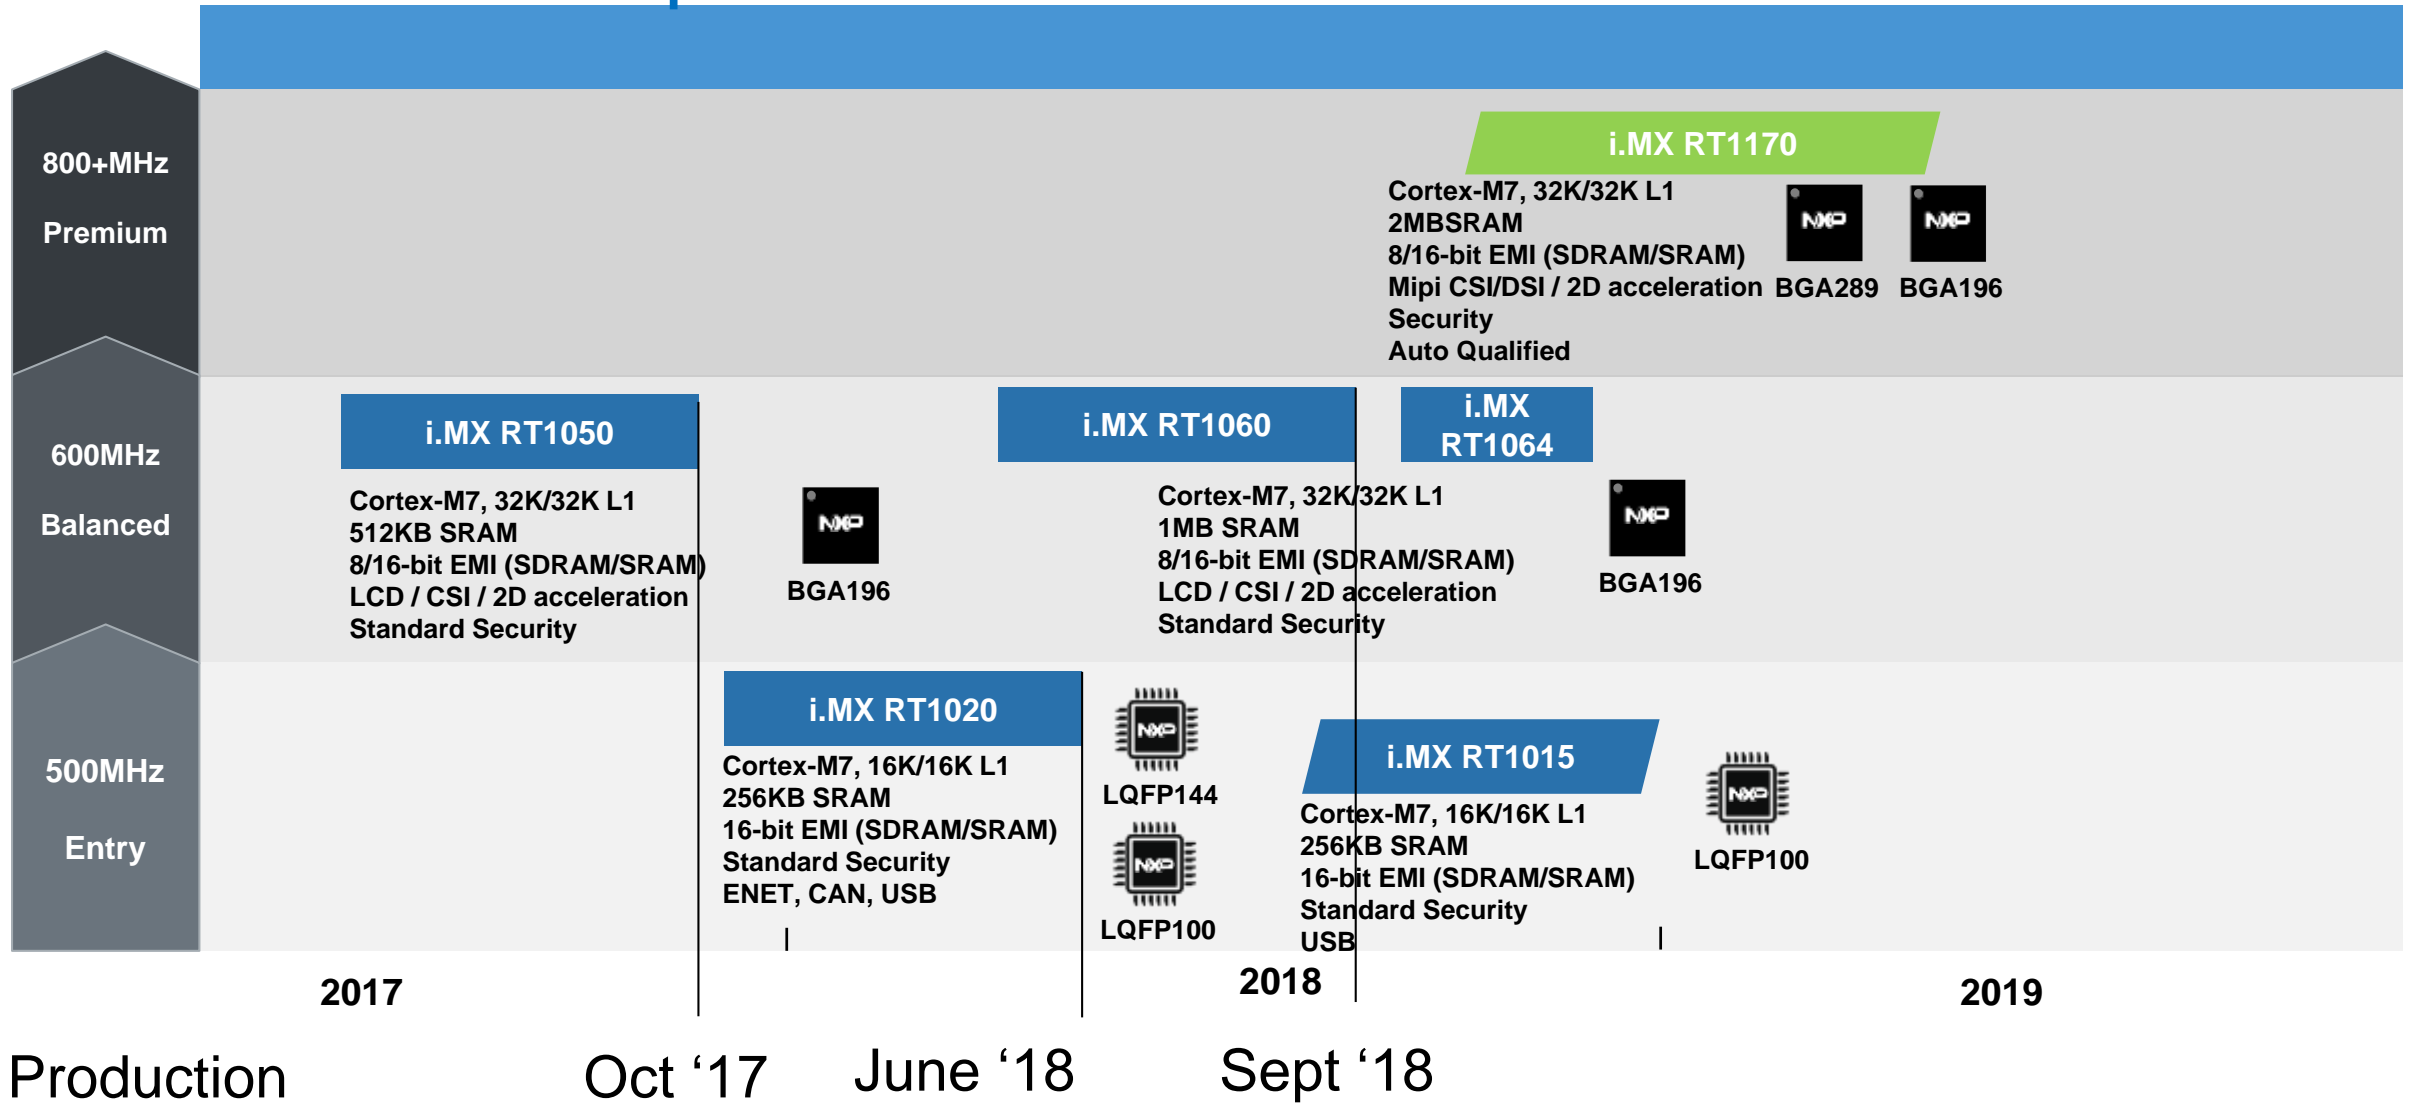 800+MHz
Premium
i.MX RT1170
Cortex-M7, 32K/32K L1
2MBSRAM
8/16-bit EMI (SDRAM/SRAM)
Mipi CSI/DSI / 2D acceleration
Security
Auto Qualified
NXP
BGA289
NXP
BGA196
600MHz
Balanced
i.MX RT1050
Cortex-M7, 32K/32K L1
512KB SRAM
8/16-bit EMI (SDRAM/SRAM)
LCD / CSI / 2D acceleration
Standard Security
NXP
BGA196
i.MX RT1060
Cortex-M7, 32K/32K L1
1MB SRAM
8/16-bit EMI (SDRAM/SRAM)
LCD / CSI / 2D acceleration
Standard Security
i.MX
RT1064
NXP
BGA196
500MHz
Entry
i.MX RT1020
Cortex-M7, 16K/16K L1
256KB SRAM
16-bit EMI (SDRAM/SRAM)
Standard Security
ENET, CAN, USB
NXP
LQFP144
NXP
LQFP100
i.MX RT1015
Cortex-M7, 16K/16K L1
256KB SRAM
16-bit EMI (SDRAM/SRAM)
Standard Security
USB
NXP
LQFP100
2017
2018
2019
Production
Oct ‘17
June ‘18
Sept ‘18